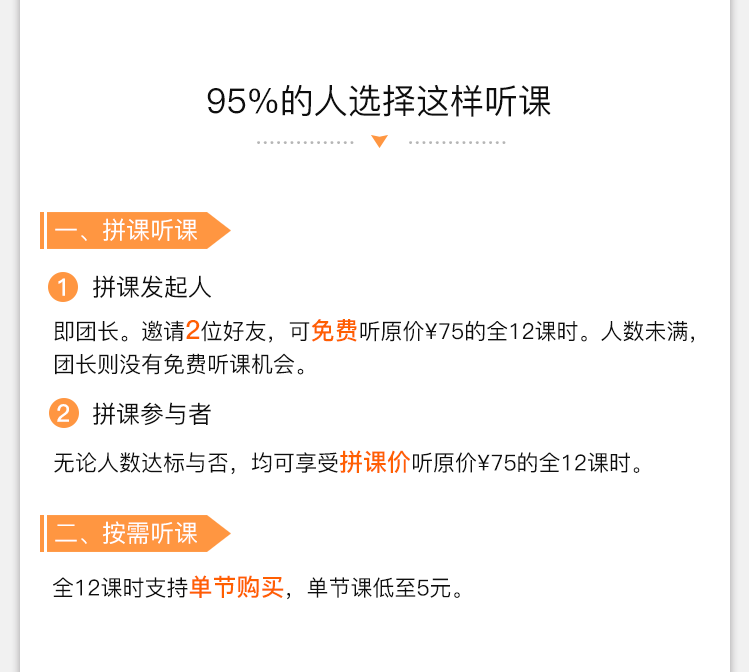 95%的人选择这样听课
一、拼课听课
1 拼课发起人
即团长。邀请2位好友，可免费听原价¥75的全12课时。人数未满，
团长则没有免费听课机会。
2 拼课参与者
无论人数达标与否，均可享受拼课价听原价¥75的全12课时。
二、按需听课
全12课时支持单节购买，单节课低至5元。